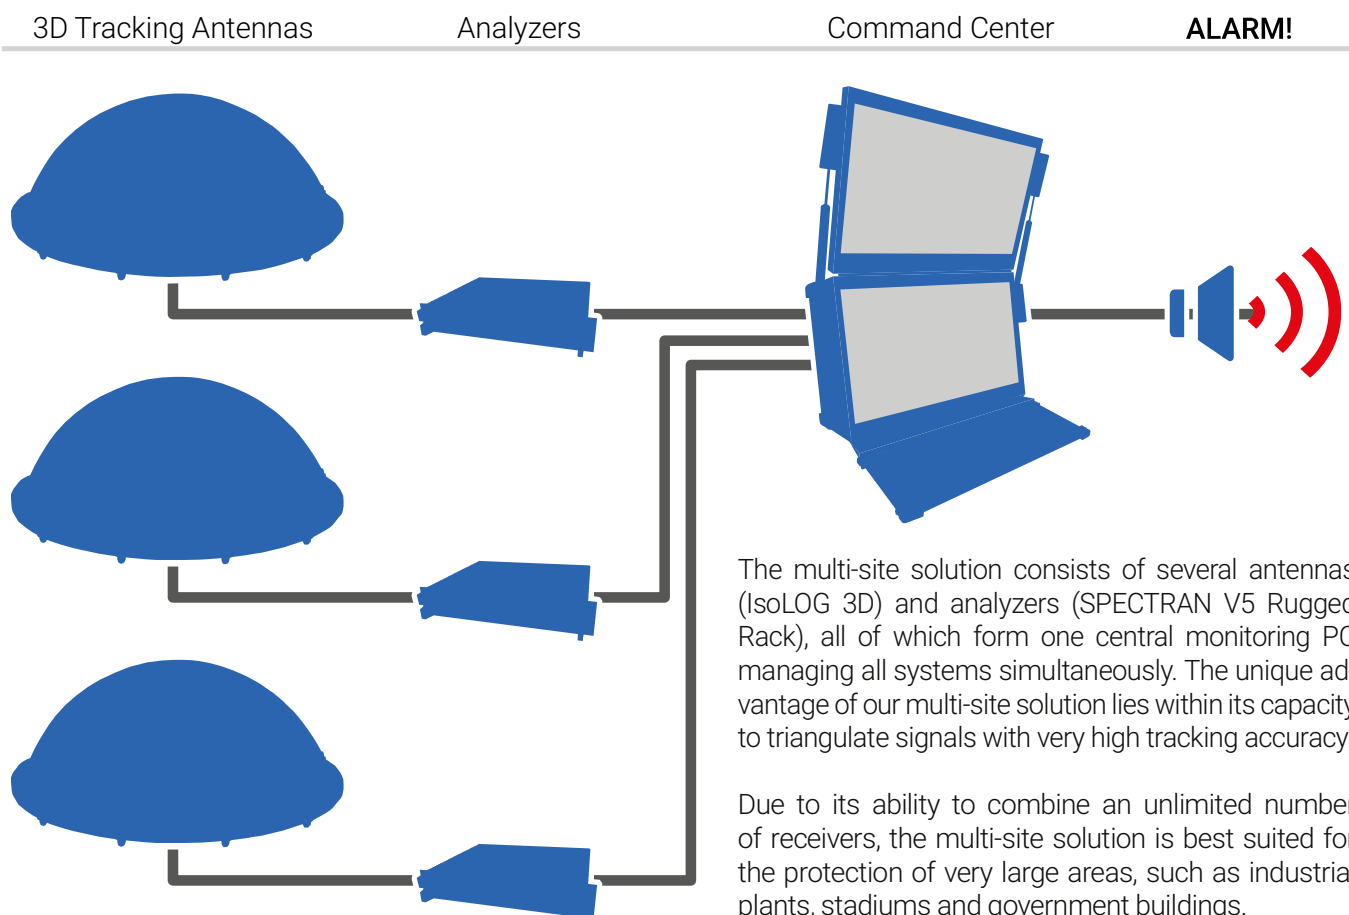 3D Tracking Antennas Analyzers Command Center ALARM!
The multi-site solution consists of several antennas
(IsoLOG 3D) and analyzers (SPECTRAN V5 Rugged
Rack), all of which form one central monitoring PC
managing all systems simultaneously. The unique ad
vantage of our multi-site solution lies within its capacity
to triangulate signals with very high tracking accuracy.
Due to its ability to combine an unlimited number
of receivers, the multi-site solution is best suited for
the protection of very large areas, such as industrial
plants, stadiums and government buildings.